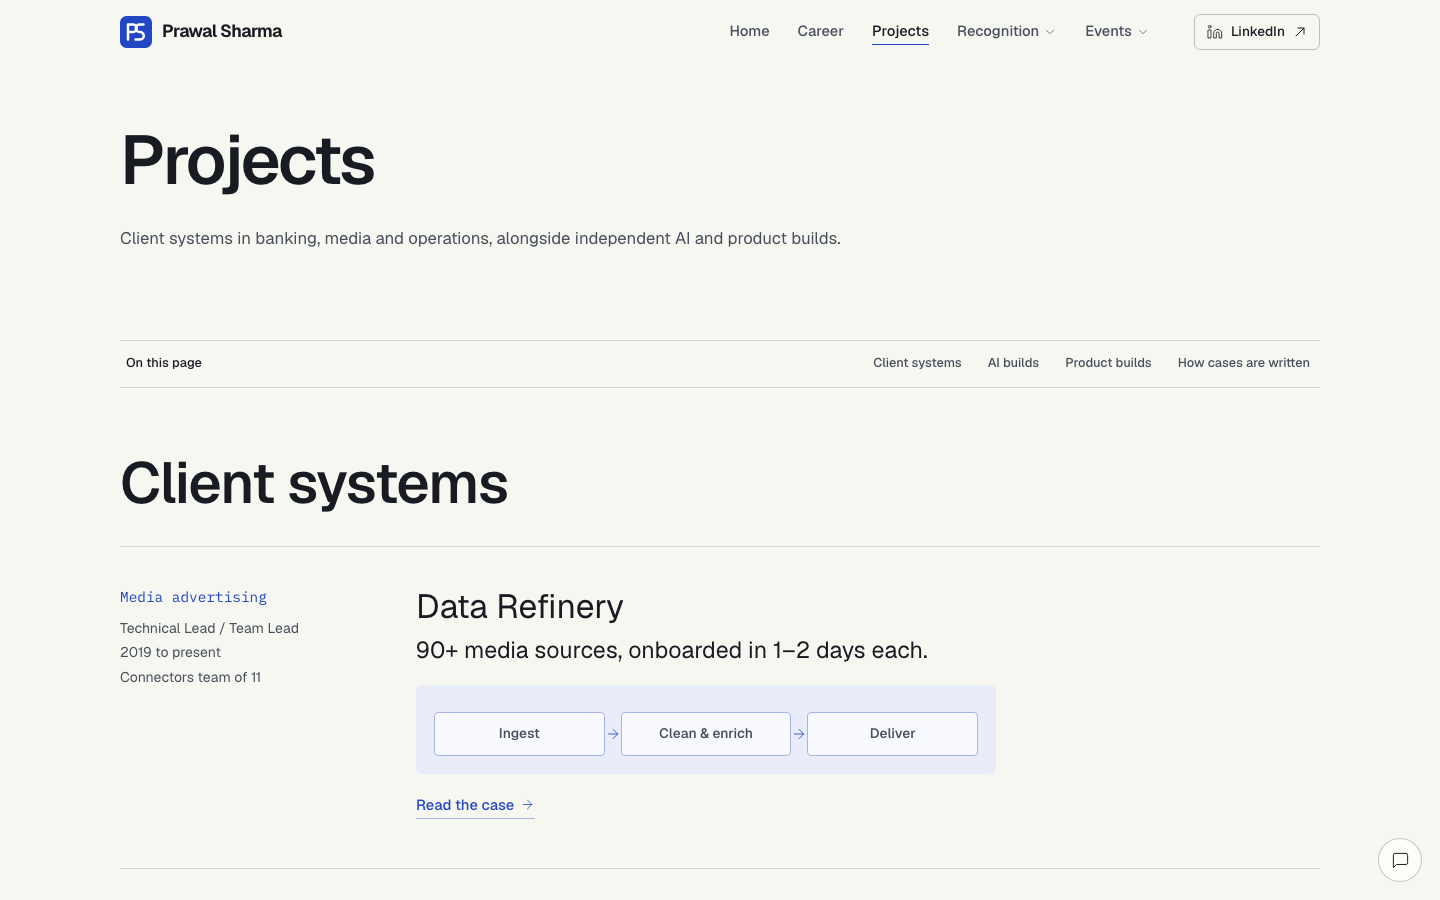 PS Prawal Sharma
Home Career Projects Recognition Events LinkedIn
Projects
Client systems in banking, media and operations, alongside independent AI and product builds.
On this page
Client systems AI builds Product builds How cases are written
Client systems
Media advertising
Technical Lead / Team Lead
2019 to present
Connectors team of 11
Data Refinery
90+ media sources, onboarded in 1–2 days each.
Ingest Clean & enrich Deliver
Read the case